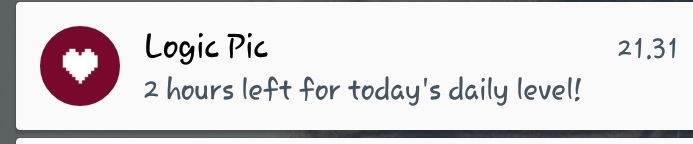 Logic Pic 21.31
2 hours left for today's daily level!